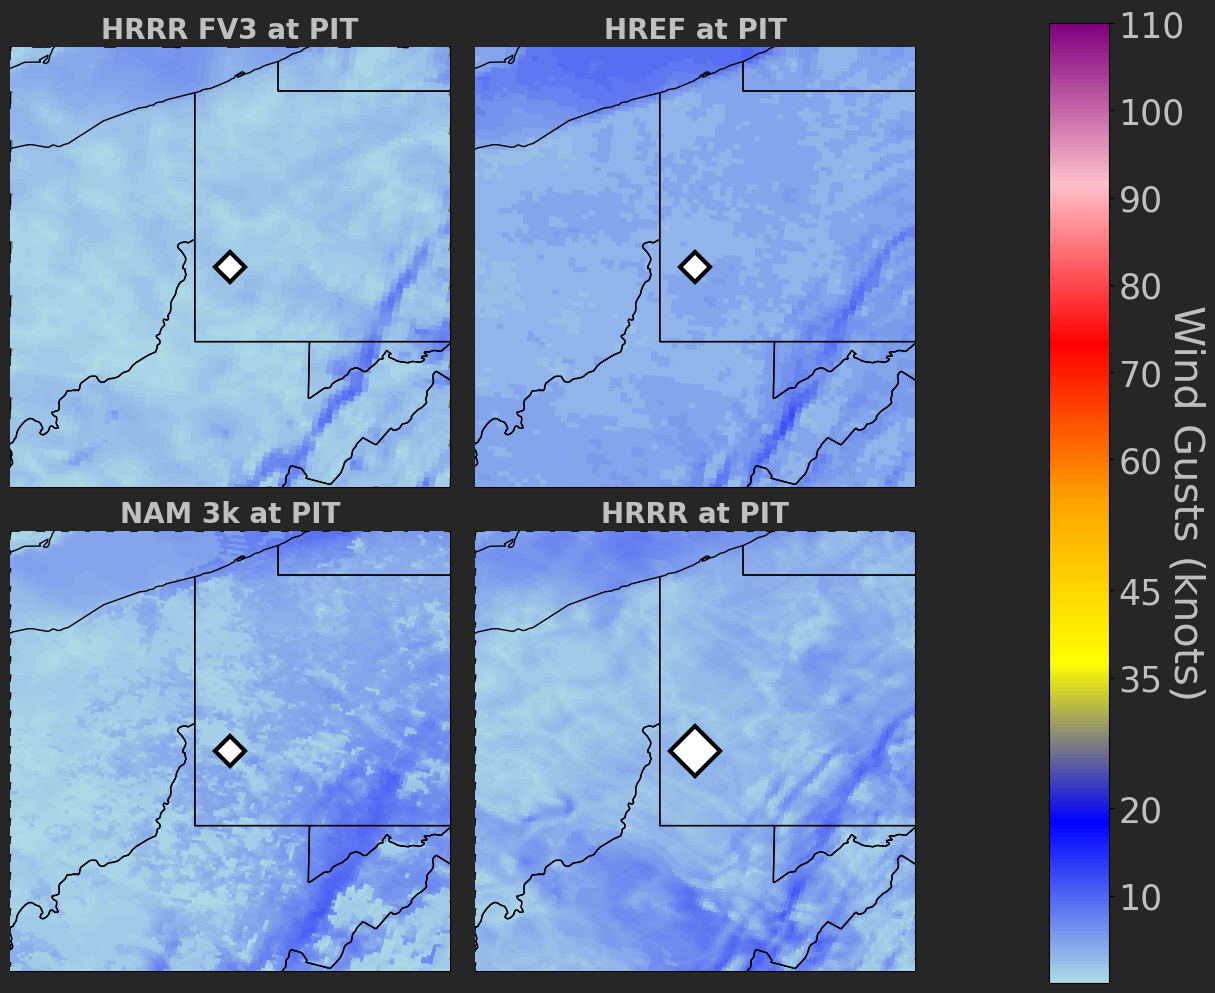 HRRR FV3 at PIT
HREF at PIT
NAM 3k at PIT
HRRR at PIT
110
100
90
80
70
60
45
35
20
10
Wind Gusts (knots)